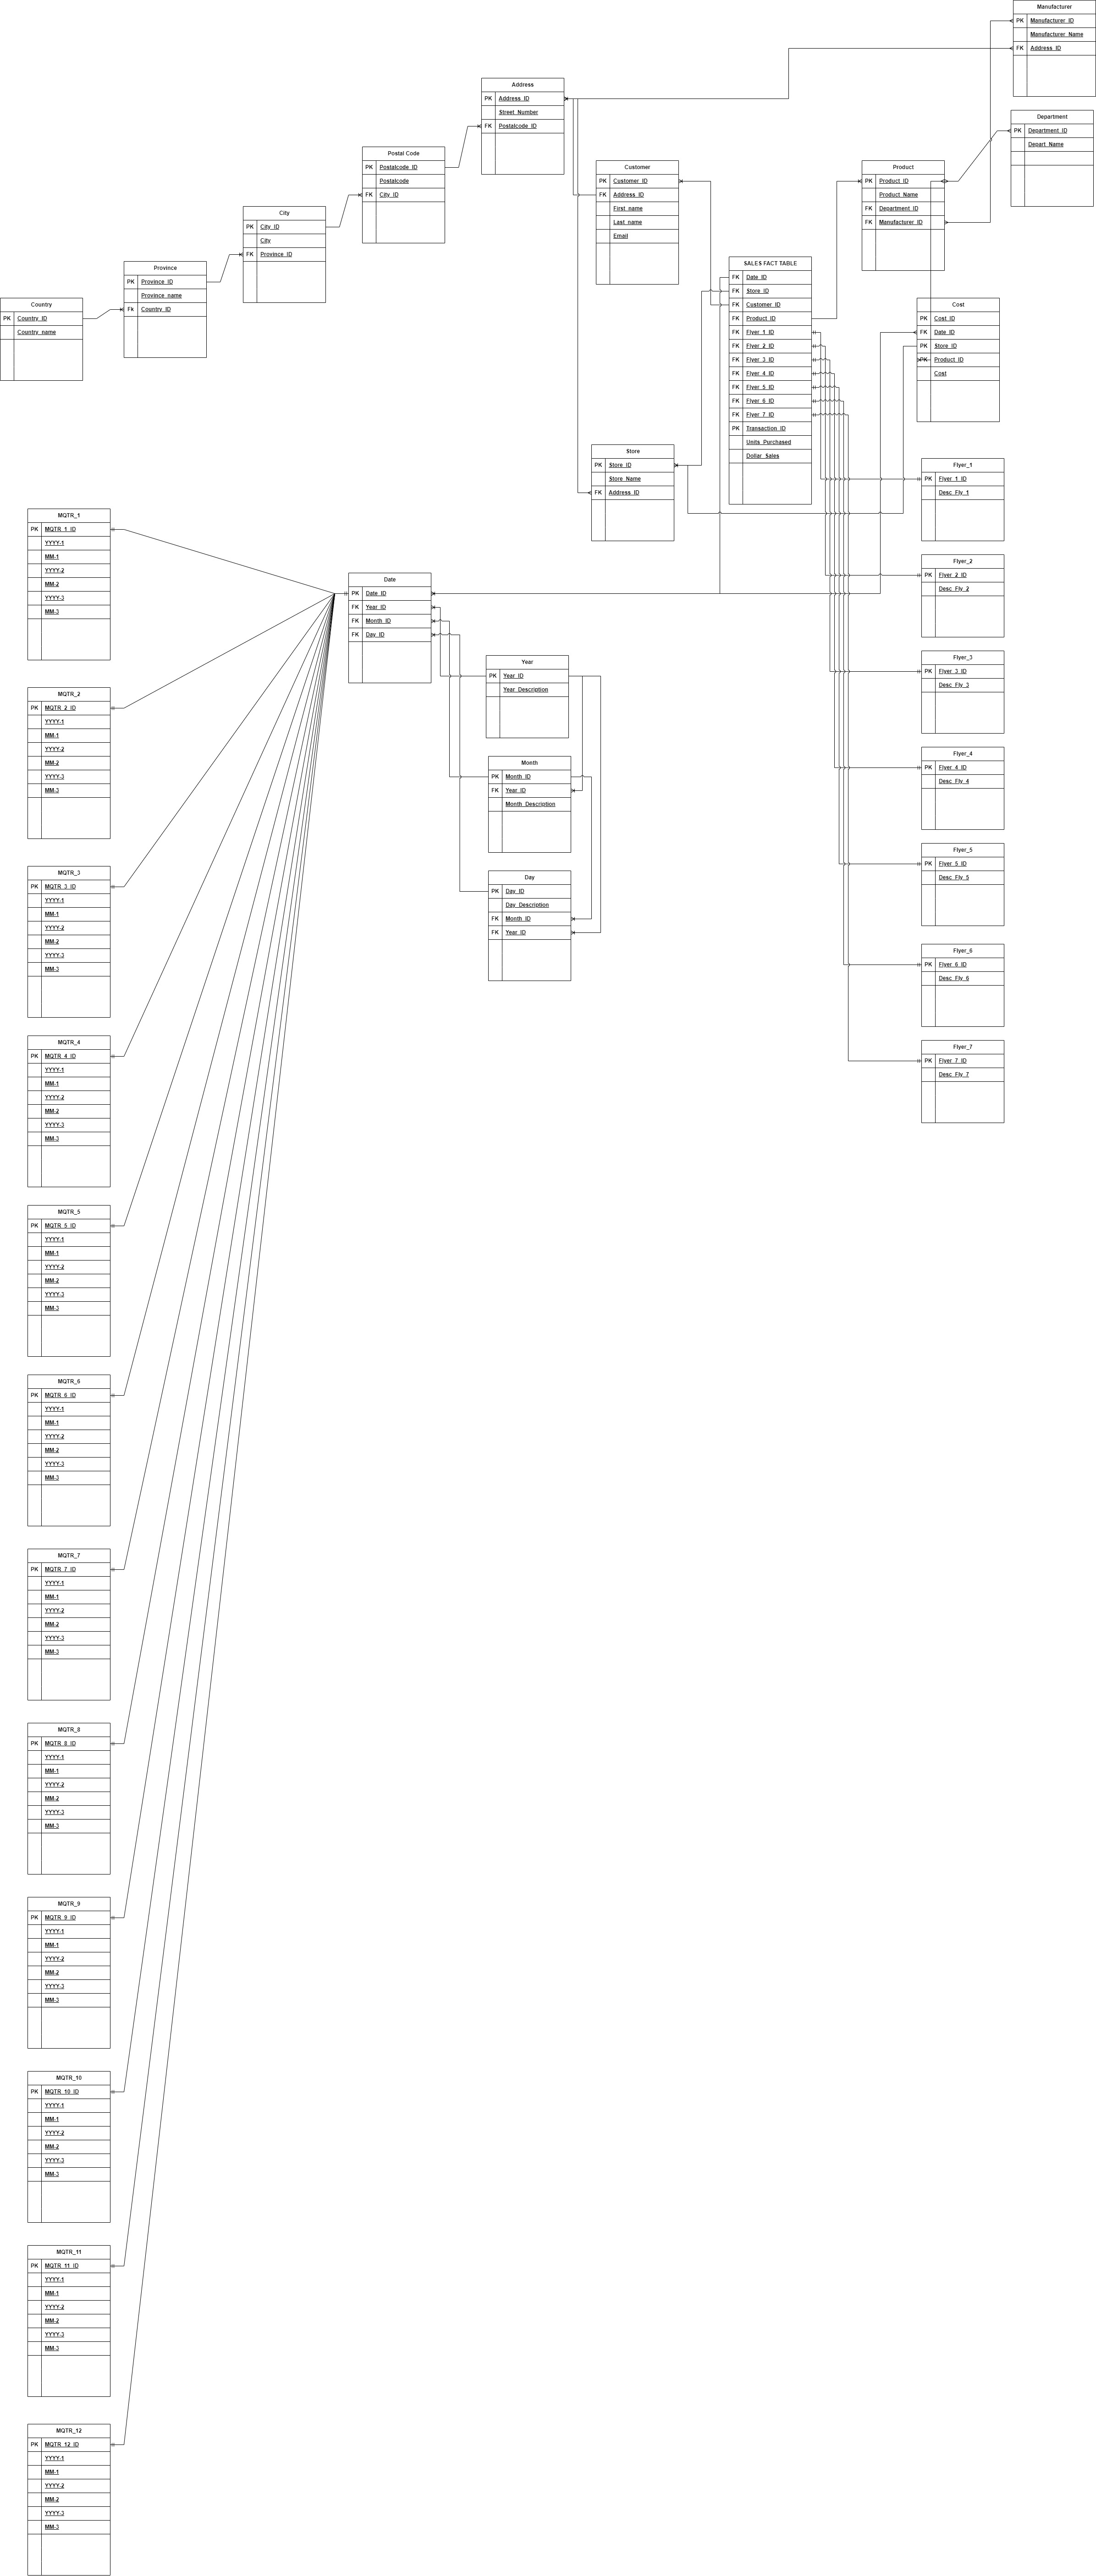 Manufacturer
PK Manufacturer_ID
Manufacturer_Name
FK Address_ID
Department
PK Department_ID
Depart_Name
Address
PK Address_ID
Street_Number
FK Postalcode_ID
Postal Code
PK Postalcode_ID
Postalcode
FK City_ID
Customer
PK Customer_ID
FK Address_ID
First_name
Last_name
Email
Product
PK Product_ID
Product_Name
FK Department_ID
FK Manufacturer_ID
City
PK City_ID
City
FK Province_ID
Province
PK Province_ID
Province_name
Fk Country_ID
Country
PK Country_ID
Country_name
SALES FACT TABLE
FK Date_ID
FK Store_ID
FK Customer_ID
FK Product_ID
FK Flyer_1_ID
FK Flyer_2_ID
FK Flyer_3_ID
FK Flyer_4_ID
FK Flyer_5_ID
FK Flyer_6_ID
FK Flyer_7_ID
PK Transaction_ID
Units_Purchased
Dollar_Sales
Cost
PK Cost_ID
FK Date_ID
PK Store_ID
PK Product_ID
Cost
Store
PK Store_ID
Store_Name
FK Address_ID
Flyer_1
PK Flyer_1_ID
Desc_Fly_1
Flyer_2
PK Flyer_2_ID
Desc_Fly_2
Flyer_3
PK Flyer_3_ID
Desc_Fly_3
Flyer_4
PK Flyer_4_ID
Desc_Fly_4
Flyer_5
PK Flyer_5_ID
Desc_Fly_5
Flyer_6
PK Flyer_6_ID
Desc_Fly_6
Flyer_7
PK Flyer_7_ID
Desc_Fly_7
Date
PK Date_ID
FK Year_ID
FK Month_ID
FK Day_ID
Year
PK Year_ID
Year_Description
Month
PK Month_ID
FK Year_ID
Month_Description
Day
PK Day_ID
Day_Description
FK Month_ID
FK Year_ID
MQTR_1
PK MQTR_1_ID
YYYY-1
MM-1
YYYY-2
MM-2
YYYY-3
MM-3
MQTR_2
PK MQTR_2_ID
YYYY-1
MM-1
YYYY-2
MM-2
YYYY-3
MM-3
MQTR_3
PK MQTR_3_ID
YYYY-1
MM-1
YYYY-2
MM-2
YYYY-3
MM-3
MQTR_4
PK MQTR_4_ID
YYYY-1
MM-1
YYYY-2
MM-2
YYYY-3
MM-3
MQTR_5
PK MQTR_5_ID
YYYY-1
MM-1
YYYY-2
MM-2
YYYY-3
MM-3
MQTR_6
PK MQTR_6_ID
YYYY-1
MM-1
YYYY-2
MM-2
YYYY-3
MM-3
MQTR_7
PK MQTR_7_ID
YYYY-1
MM-1
YYYY-2
MM-2
YYYY-3
MM-3
MQTR_8
PK MQTR_8_ID
YYYY-1
MM-1
YYYY-2
MM-2
YYYY-3
MM-3
MQTR_9
PK MQTR_9_ID
YYYY-1
MM-1
YYYY-2
MM-2
YYYY-3
MM-3
MQTR_10
PK MQTR_10_ID
YYYY-1
MM-1
YYYY-2
MM-2
YYYY-3
MM-3
MQTR_11
PK MQTR_11_ID
YYYY-1
MM-1
YYYY-2
MM-2
YYYY-3
MM-3
MQTR_12
PK MQTR_12_ID
YYYY-1
MM-1
YYYY-2
MM-2
YYYY-3
MM-3